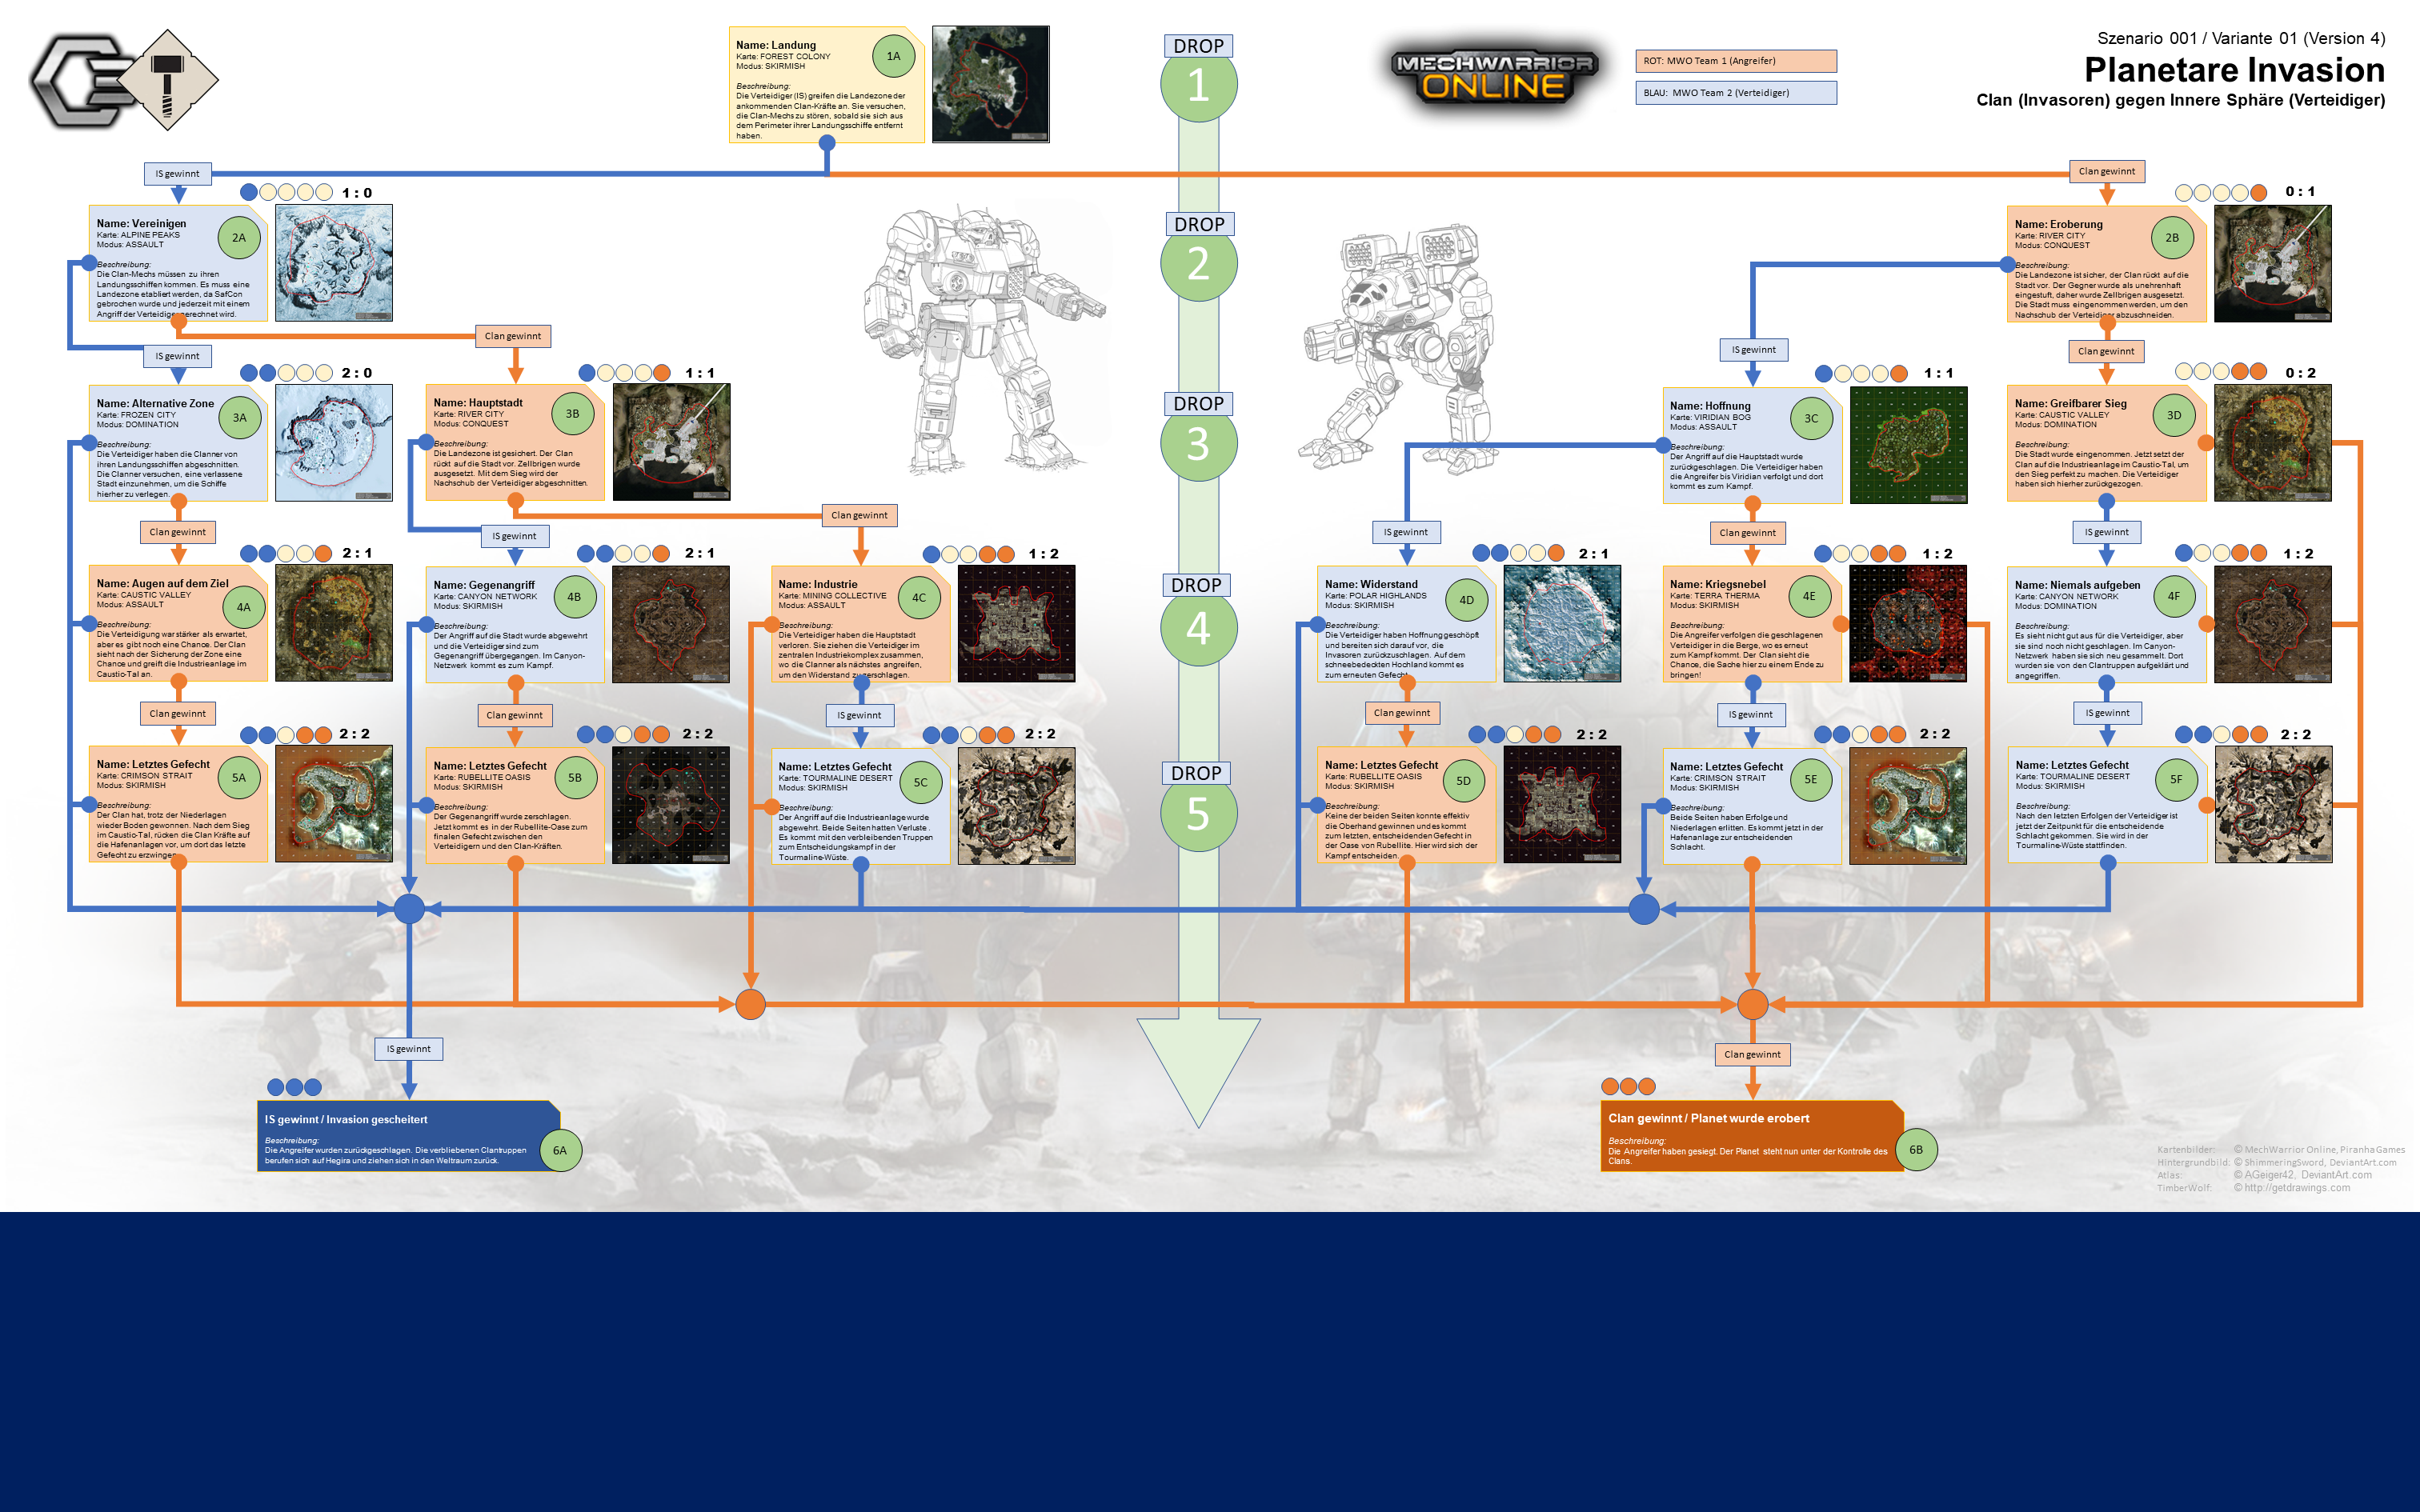 Szenario 001 / Variante 01 (Version 4)
Planetare Invasion
Clan (Invasoren) gegen Innere Sphäre (Verteidiger)
MECHWARRIOR
ONLINE
ROT: MWO Team 1 (Angreifer)
BLAU: MWO Team 2 (Verteidiger)
DROP
1
Name: Landung
Karte: FOREST COLONY
Modus: SKIRMISH
1A
Beschreibung:
Die Verteidiger (IS) greifen die Landezone der
ankommenden Clan-Kräfte an. Sie versuchen,
die Clan-Mechs zu stören, sobald sie sich aus
dem Perimeter ihrer Landungsschiffe entfernt
haben.
IS gewinnt
Clan gewinnt
DROP
2
1 : 0
Name: Vereinigen
Karte: ALPINE PEAKS
Modus: ASSAULT
2A
Beschreibung:
Die Clan-Mechs müssen zu ihren
Landungsschiffen kommen. Es muss eine
Landezone etabliert werden, da SafCon
gebrochen wurde und jederzeit mit einem
Angriff der Verteidiger gerechnet wird.
0 : 1
Name: Eroberung
Karte: RIVER CITY
Modus: CONQUEST
2B
Beschreibung:
Die Landezone ist sicher, der Clan rückt auf die
Stadt vor. Der Gegner wurde als unehrenhaft
eingestuft, daher wurde Zellbrigen ausgesetzt.
Die Stadt muss eingenommen werden, um den
Nachschub der Verteidiger abzuschneiden.
IS gewinnt
Clan gewinnt
IS gewinnt
Clan gewinnt
DROP
3
2 : 0
Name: Alternative Zone
Karte: FROZEN CITY
Modus: DOMINATION
3A
Beschreibung:
Die Verteidiger haben die Clanner von
ihren Landungsschiffen abgeschnitten.
Die Clanner versuchen, eine verlassene
Stadt einzunehmen, um die Schiffe
hierher zu verlegen.
1 : 1
Name: Hauptstadt
Karte: RIVER CITY
Modus: CONQUEST
3B
Beschreibung:
Die Landezone ist gesichert. Der Clan
rückt auf die Stadt vor. Zellbrigen wurde
ausgesetzt. Mit dem Sieg wird der
Nachschub der Verteidiger abgeschnitten.
1 : 1
Name: Hoffnung
Karte: VIRIDIAN BOG
Modus: ASSAULT
3C
Beschreibung:
Der Angriff auf die Hauptstadt wurde
zurückgeschlagen. Die Verteidiger haben
die Angreifer bis Viridian verfolgt und dort
kommt es zum Kampf.
0 : 2
Name: Greifbarer Sieg
Karte: CAUSTIC VALLEY
Modus: DOMINATION
3D
Beschreibung:
Die Stadt wurde eingenommen. Jetzt setzt der
Clan auf die Industrieanlage im Caustic-Tal, um
den Sieg perfekt zu machen. Die Verteidiger
haben sich hierher zurückgezogen.
Clan gewinnt
IS gewinnt
Clan gewinnt
IS gewinnt
Clan gewinnt
IS gewinnt
DROP
4
2 : 1
Name: Augen auf dem Ziel
Karte: CAUSTIC VALLEY
Modus: ASSAULT
4A
Beschreibung:
Die Verteidigung war stärker als erwartet,
aber es gibt noch eine Chance. Der Clan
sieht nach der Sicherung der Zone eine
Chance und greift die Industrieanlage im
Caustic-Tal an.
2 : 1
Name: Gegenangriff
Karte: CANYON NETWORK
Modus: SKIRMISH
4B
Beschreibung:
Der Angriff auf die Stadt wurde abgewehrt
und die Verteidiger sind zum
Gegenangriff übergegangen. Im Canyon-
Netzwerk kommt es zum Kampf.
1 : 2
Name: Industrie
Karte: MINING COLLECTIVE
Modus: ASSAULT
4C
Beschreibung:
Die Verteidiger haben die Hauptstadt
verloren. Sie ziehen die Verteidiger im
zentralen Industriekomplex zusammen,
wo die Clanner als nächstes angreifen,
um den Widerstand zu zerschlagen.
2 : 1
Name: Widerstand
Karte: POLAR HIGHLANDS
Modus: SKIRMISH
4D
Beschreibung:
Die Verteidiger haben Hoffnung geschöpft
und bereiten sich darauf vor, die
Invasoren zurückzuschlagen. Auf dem
schneebedeckten Hochland kommt es
zum erneuten Gefecht.
1 : 2
Name: Kriegsnebel
Karte: TERRA THERMA
Modus: SKIRMISH
4E
Beschreibung:
Die Angreifer verfolgen die geschlagenen
Verteidiger in die Berge, wo es erneut
zum Kampf kommt. Der Clan sieht die
Chance, die Sache hier zu einem Ende zu
bringen!
1 : 2
Name: Niemals aufgeben
Karte: CANYON NETWORK
Modus: DOMINATION
4F
Beschreibung:
Es sieht nicht gut aus für die Verteidiger, aber
sie sind noch nicht geschlagen. Im Canyon-
Netzwerk haben sie sich neu gesammelt. Dort
wurden sie von den Clantruppen aufgeklärt und
angegriffen.
Clan gewinnt
Clan gewinnt
IS gewinnt
Clan gewinnt
IS gewinnt
IS gewinnt
DROP
5
2 : 2
Name: Letztes Gefecht
Karte: CRIMSON STRAIT
Modus: SKIRMISH
5A
Beschreibung:
Der Clan hat, trotz der Niederlagen
wieder Boden gewonnen. Nach dem Sieg
im Caustic-Tal, rücken die Clan Kräfte auf
die Hafenanlagen vor, um dort das letzte
Gefecht zu erzwingen.
2 : 2
Name: Letztes Gefecht
Karte: RUBELLITE OASIS
Modus: SKIRMISH
5B
Beschreibung:
Der Gegenangriff wurde zerschlagen.
Jetzt kommt es in der Rubellite-Oase zum
finalen Gefecht zwischen den
Verteidigern und den Clan-Kräften.
2 : 2
Name: Letztes Gefecht
Karte: TOURMALINE DESERT
Modus: SKIRMISH
5C
Beschreibung:
Der Angriff auf die Industrieanlage wurde
abgewehrt. Beide Seiten hatten Verluste.
Es kommt mit den verbleibenden Truppen
zum Entscheidungskampf in der
Tourmaline-Wüste.
2 : 2
Name: Letztes Gefecht
Karte: RUBELLITE OASIS
Modus: SKIRMISH
5D
Beschreibung:
Keine der beiden Seiten konnte effektiv
die Oberhand gewinnen und es kommt
zum letzten, entscheidenden Gefecht in
der Oase von Rubellite. Hier wird sich der
Kampf entscheiden.
2 : 2
Name: Letztes Gefecht
Karte: CRIMSON STRAIT
Modus: SKIRMISH
5E
Beschreibung:
Beide Seiten haben Erfolge und
Niederlagen erlitten. Es kommt jetzt in der
Hafenanlage zur entscheidenden
Schlacht.
2 : 2
Name: Letztes Gefecht
Karte: TOURMALINE DESERT
Modus: SKIRMISH
5F
Beschreibung:
Nach den letzten Erfolgen der Verteidiger ist
jetzt der Zeitpunkt für die entscheidende
Schlacht gekommen. Sie wird in der
Tourmaline-Wüste stattfinden.
IS gewinnt
Clan gewinnt
IS gewinnt / Invasion gescheitert
Beschreibung:
Die Angreifer wurden zurückgeschlagen. Die verbliebenen Clantruppen
berufen sich auf Hegira und ziehen sich in den Weltraum zurück.
6A
Clan gewinnt / Planet wurde erobert
Beschreibung:
Die Angreifer haben gesiegt. Der Planet steht nun unter der Kontrolle des
Clans.
6B
Kartenbilder: © MechWarrior Online, Piranha Games
Hintergrundbild: © ShimmeringSword, DeviantArt.com
Atlas: © AGeiger42, DeviantArt.com
TimberWolf: © http://getdrawings.com